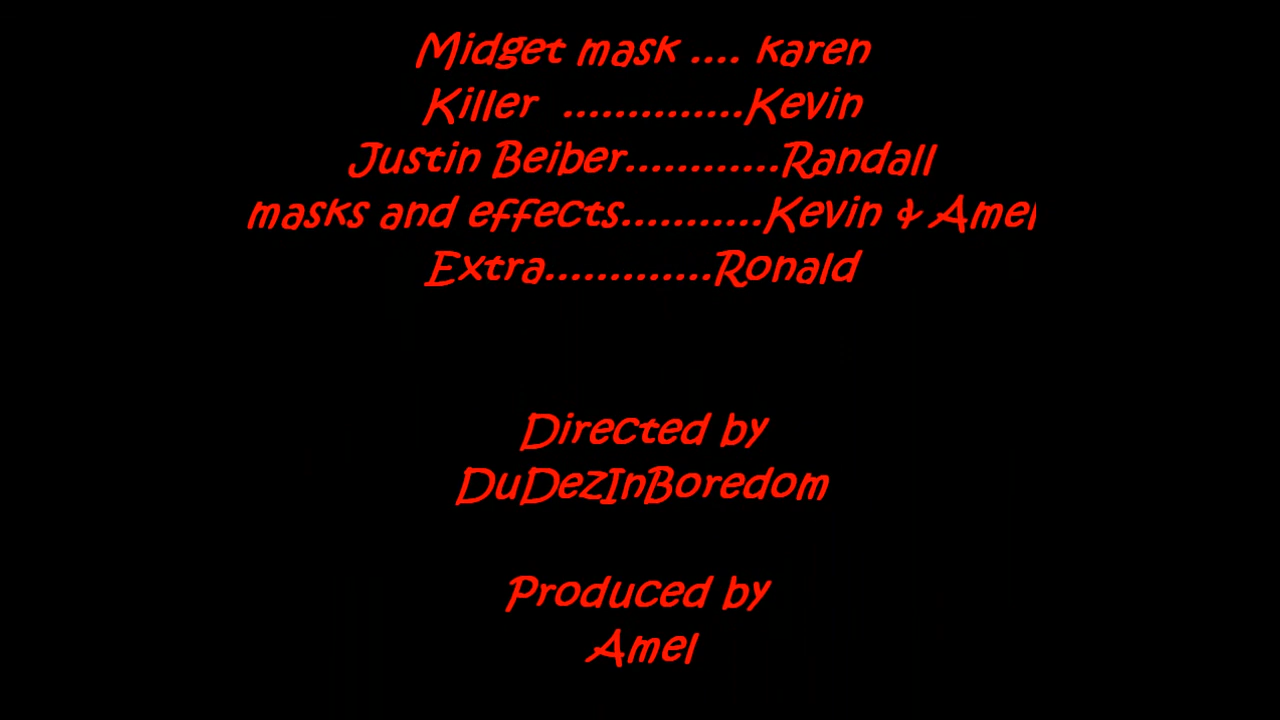 Midget mask .... karen
Killer ..............Kevin
Justin Beiber............Randall
masks and effects...........Kevin & Amel
Extra.............Ronald
Directed by
DuDezInBoredom
Produced by
Amel